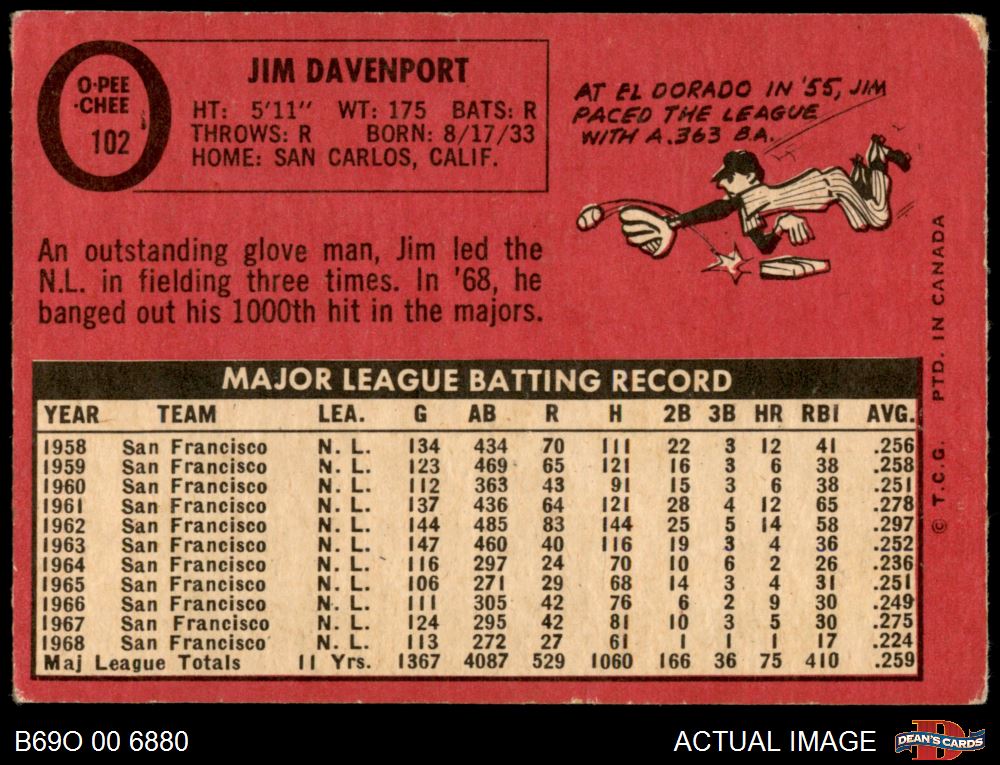 O-PEE
-CHEE
102
JIM DAVENPORT
HT: 5'11" WT: 175 BATS: R
THROWS: R BORN: 8/17/33
HOME: SAN CARLOS, CALIF.
AT EL DORADO IN '55, JIM
PACED THE LEAGUE
WITH A .363 B.A.
An outstanding glove man, Jim led the
N.L. in fielding three times. In '68, he
banged out his 1000th hit in the majors.
MAJOR LEAGUE BATTING RECORD
YEAR TEAM LEA. G AB R H 2B 3B HR RBI AVG.
1958 San Francisco N. L. 134 434 70 111 22 3 12 41 .256
1959 San Francisco N. L. 123 469 65 121 16 3 6 38 .258
1960 San Francisco N. L. 112 363 43 91 15 3 6 38 .251
1961 San Francisco N. L. 137 436 64 121 28 4 12 65 .278
1962 San Francisco N. L. 144 485 83 144 25 5 14 58 .297
1963 San Francisco N. L. 147 460 40 116 19 3 4 36 .252
1964 San Francisco N. L. 116 297 24 70 10 6 2 26 .236
1965 San Francisco N. L. 106 271 29 68 14 3 4 31 .251
1966 San Francisco N. L. 111 305 42 76 6 2 9 30 .249
1967 San Francisco N. L. 124 295 42 81 10 3 5 30 .275
1968 San Francisco N. L. 113 272 27 61 1 1 1 17 .224
Maj League Totals 11 Yrs. 1367 4087 529 1060 166 36 75 410 .259
© T.C.G. PTD. IN CANADA
B69O 00 6880
ACTUAL IMAGE
D
DEAN'S CARDS